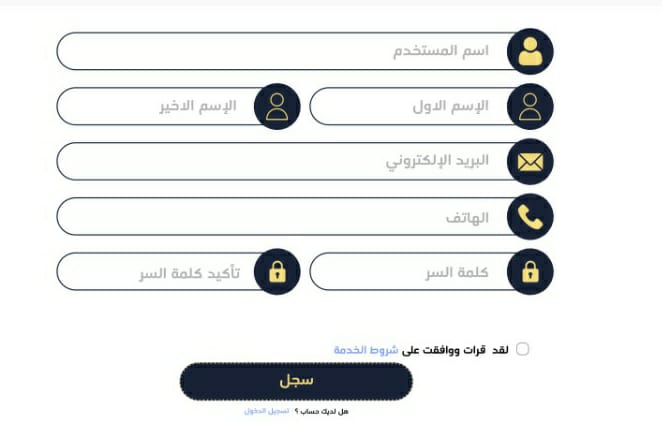 اسم المستخدم
الإسم الاول
الإسم الاخير
البريد الإلكتروني
الهاتف
كلمة السر
تأكيد كلمة السر
لقد قرات ووافقت على شروط الخدمة
سجل
هل لديك حساب ؟ تسجيل الدخول